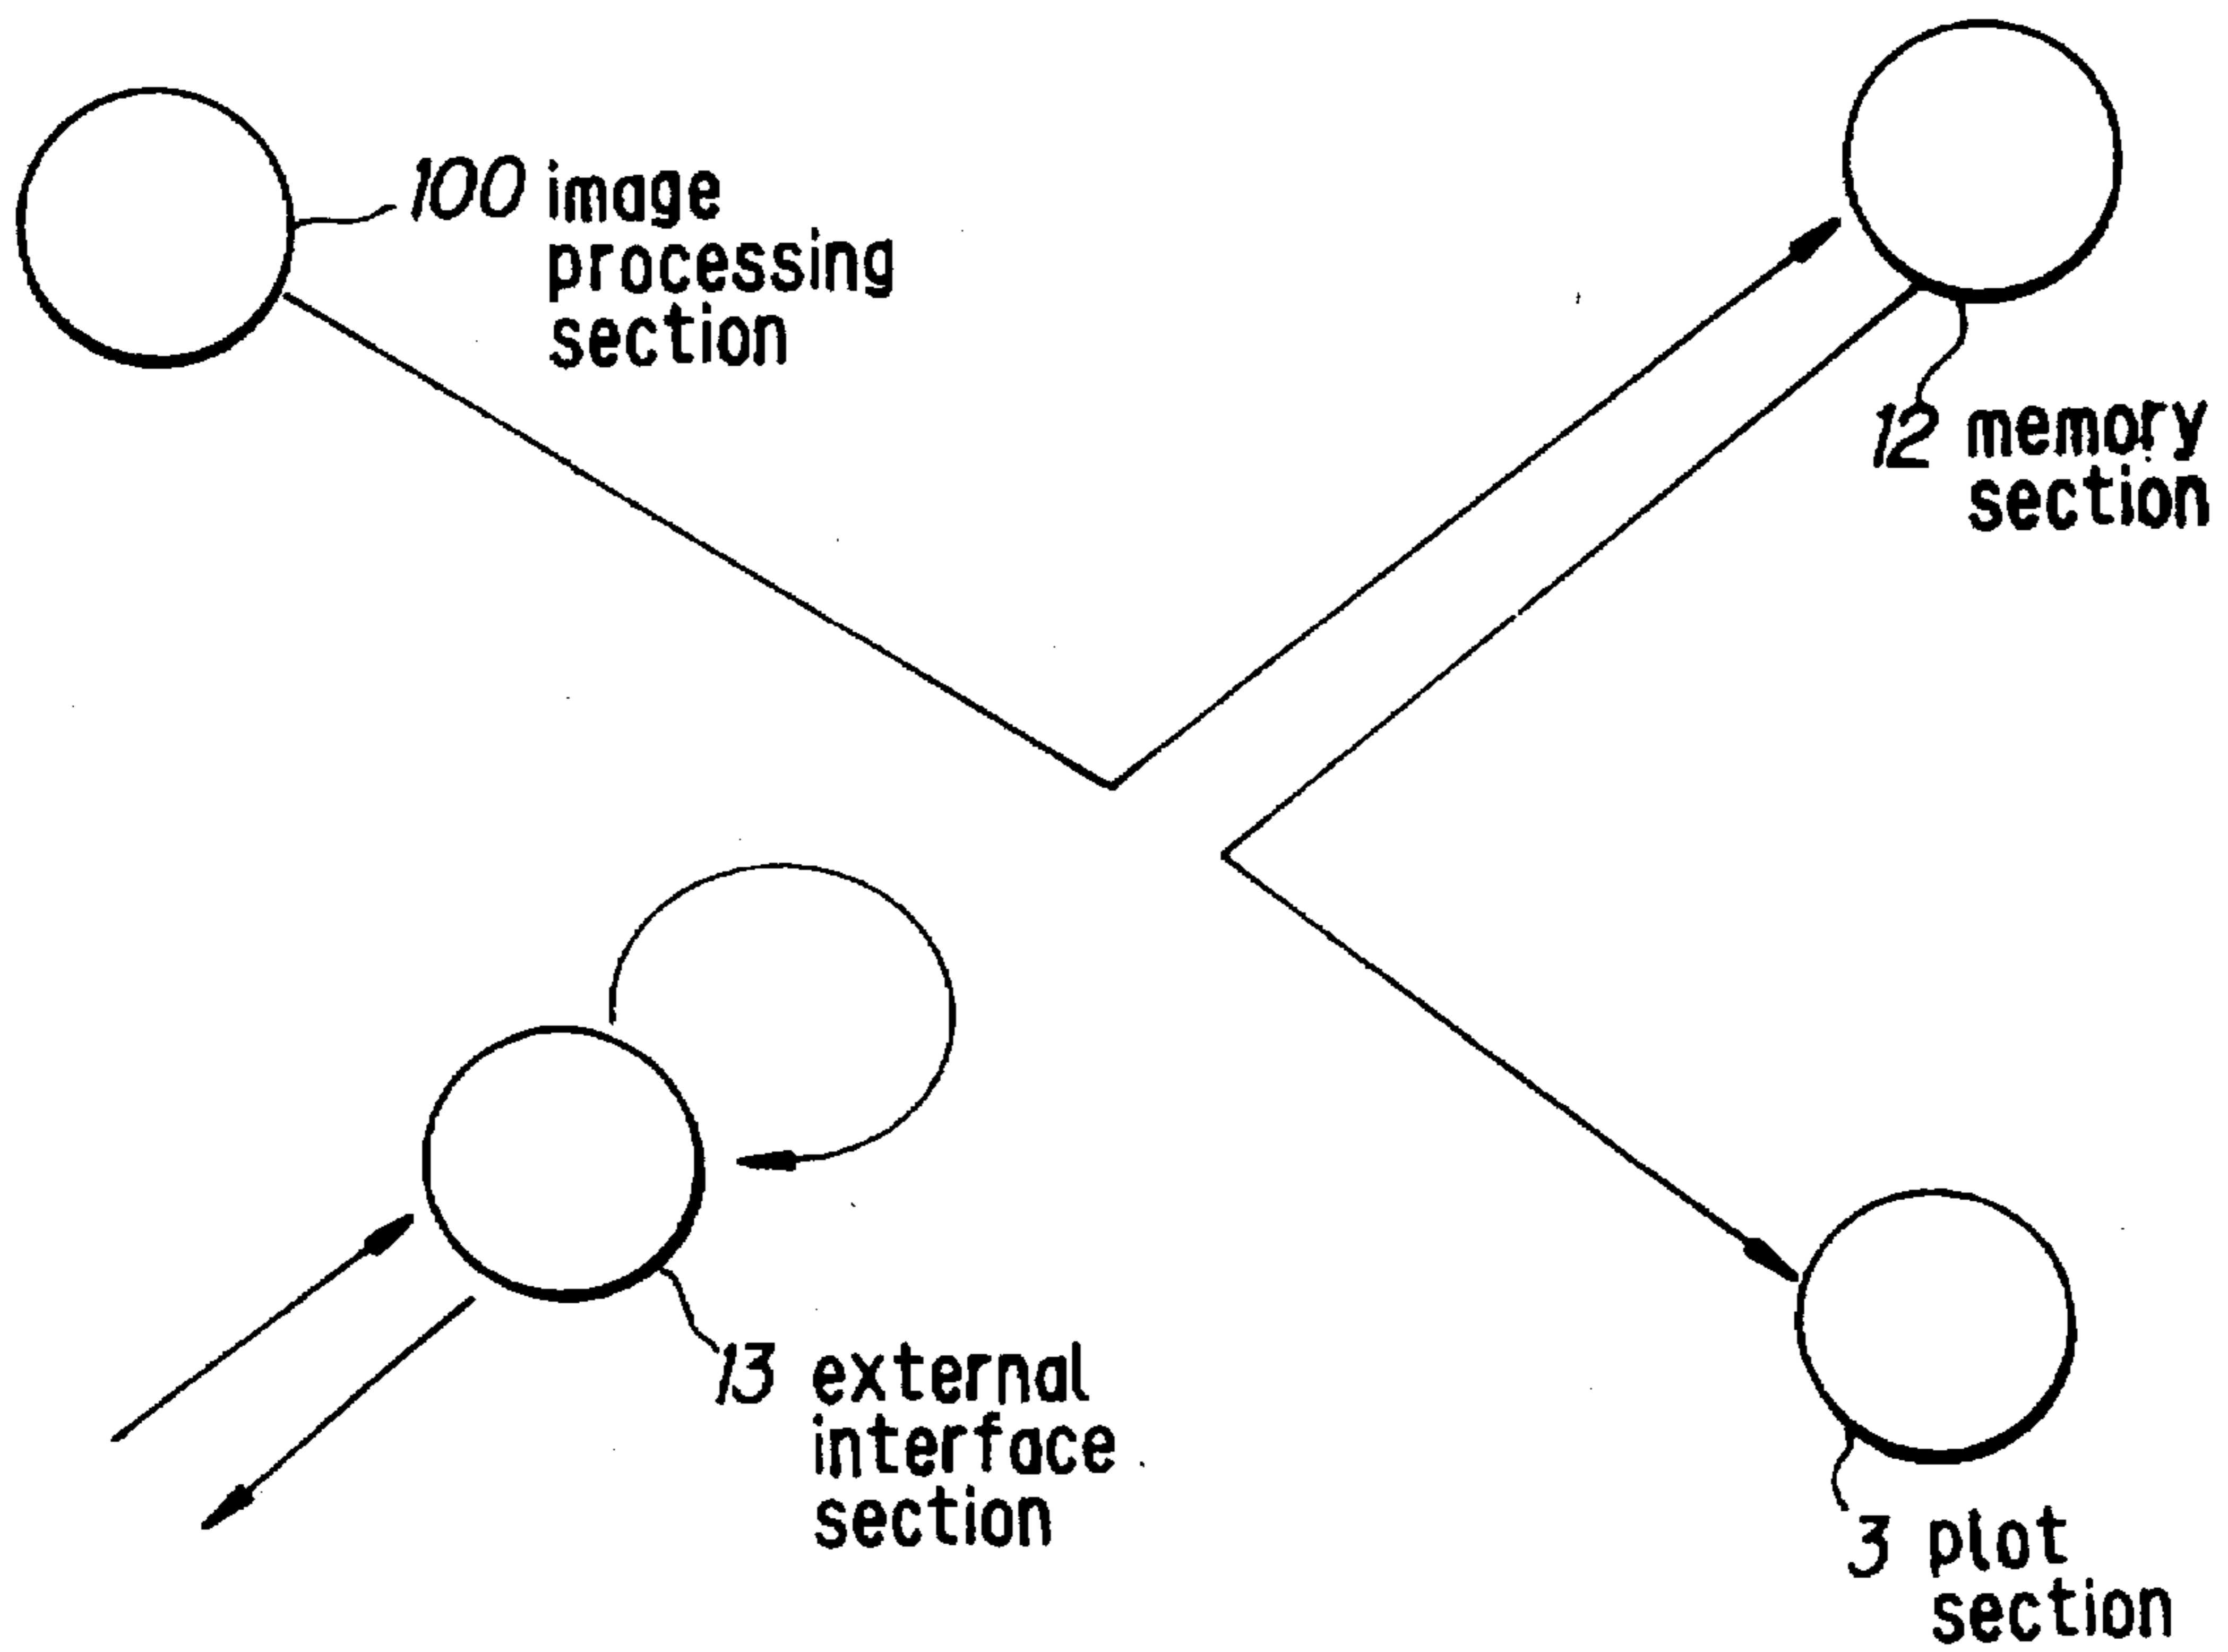 100 image
processing
section
12 memory
section
13 external
interface
section
3 plot
section